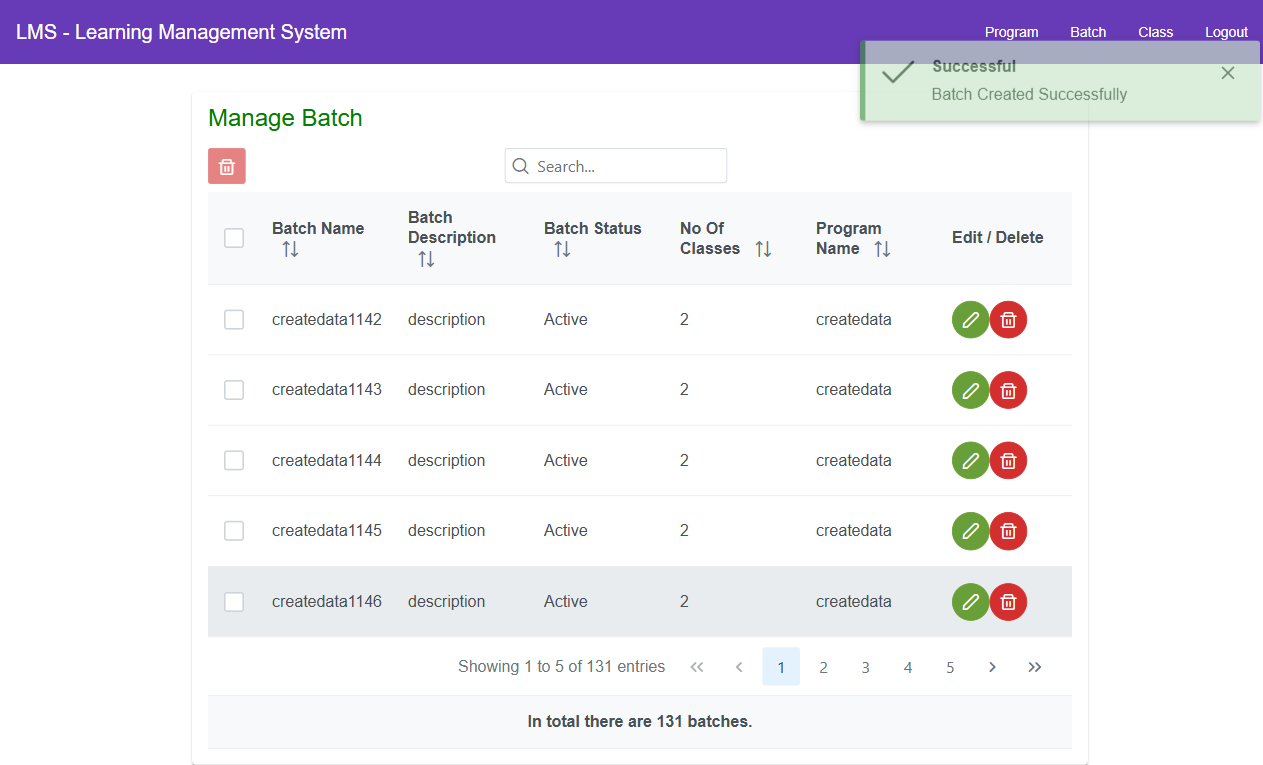 LMS - Learning Management System
Program Batch Class Logout
Successful
Batch Created Successfully
Manage Batch
Search...
Batch Name
Batch Description
Batch Status
No Of Classes
Program Name
Edit / Delete
createdata1142 description Active 2 createdata
createdata1143 description Active 2 createdata
createdata1144 description Active 2 createdata
createdata1145 description Active 2 createdata
createdata1146 description Active 2 createdata
Showing 1 to 5 of 131 entries « ‹ 1 2 3 4 5 › »
In total there are 131 batches.